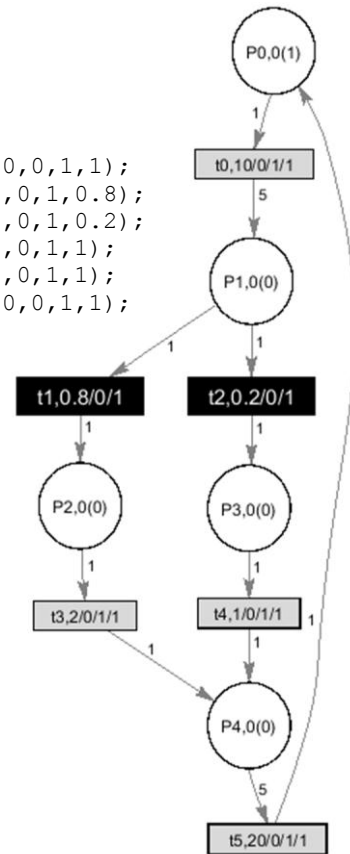 P0,0(1)
1
0,0,1,1);
t0,10/0/1/1
,0,1,0.8);
5
,0,1,0.2);
,0,1,1);
,0,1,1);
P1,0(0)
0,0,1,1);
1
1
t1,0.8/0/1
t2,0.2/0/1
1
1
P2,0(0)
P3,0(0)
1
1
t3,2/0/1/1
t4,1/0/1/1
1
1
1
P4,0(0)
5
t5,20/0/1/1